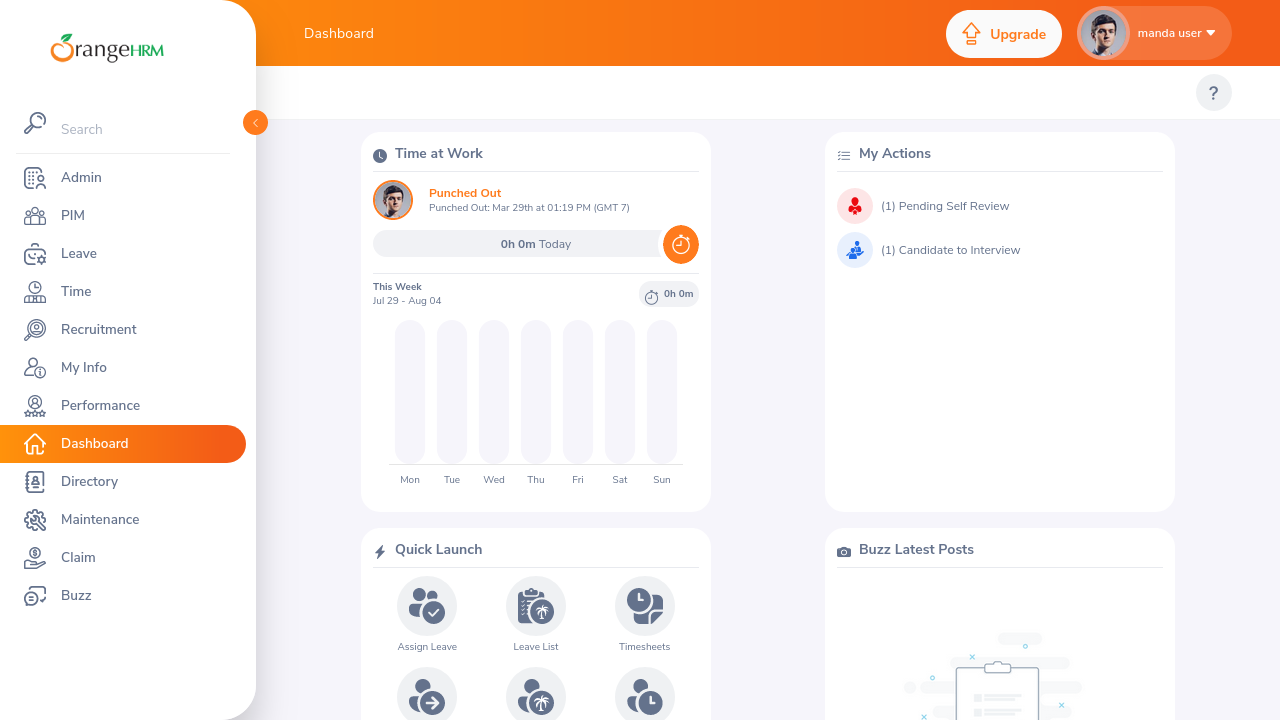 OrangeHRM
Search
Admin
PIM
Leave
Time
Recruitment
My Info
Performance
Dashboard
Directory
Maintenance
Claim
Buzz
Dashboard
Upgrade
manda user
?
Time at Work
Punched Out
Punched Out: Mar 29th at 01:19 PM (GMT 7)
0h 0m Today
This Week
Jul 29 - Aug 04
0h 0m
Mon Tue Wed Thu Fri Sat Sun
My Actions
(1) Pending Self Review
(1) Candidate to Interview
Quick Launch
Assign Leave Leave List Timesheets
Buzz Latest Posts